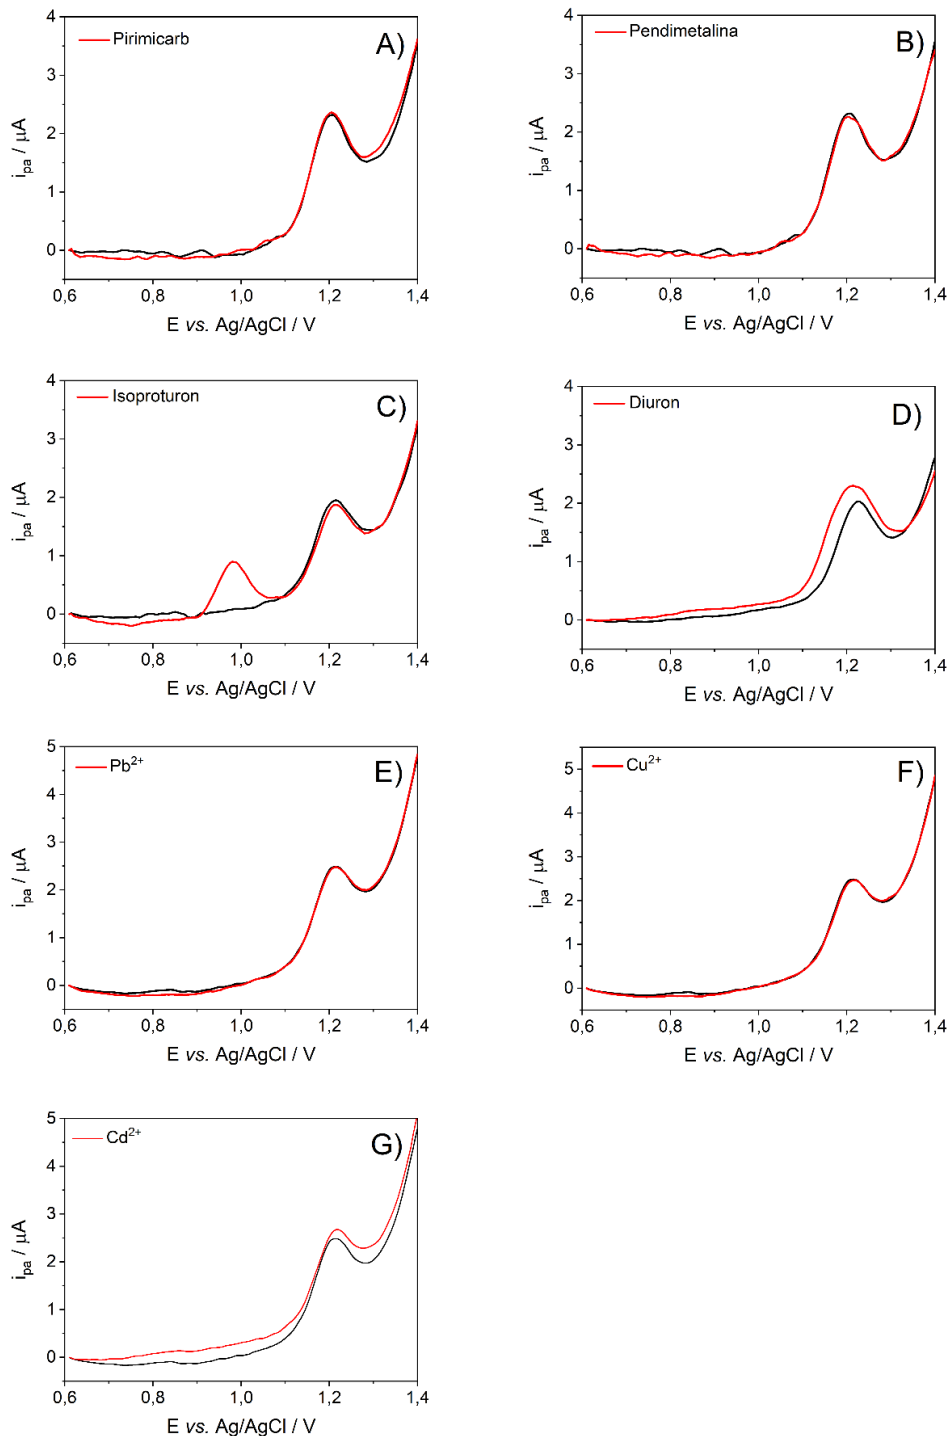 Pirimicarb
A)
i_pa / μA
4
3
2
1
0
0,6 0,8 1,0 1,2 1,4
E vs. Ag/AgCl / V
Pendimetalina
B)
i_pa / μA
4
3
2
1
0
0,6 0,8 1,0 1,2 1,4
E vs. Ag/AgCl / V
Isoproturon
C)
i_pa / μA
4
3
2
1
0
0,6 0,8 1,0 1,2 1,4
E vs. Ag/AgCl / V
Diuron
D)
i_pa / μA
4
3
2
1
0
0,6 0,8 1,0 1,2 1,4
E vs. Ag/AgCl / V
Pb²⁺
E)
i_pa / μA
5
4
3
2
1
0
0,6 0,8 1,0 1,2 1,4
E vs. Ag/AgCl / V
Cu²⁺
F)
i_pa / μA
5
4
3
2
1
0
0,6 0,8 1,0 1,2 1,4
E vs. Ag/AgCl / V
Cd²⁺
G)
i_pa / μA
5
4
3
2
1
0
0,6 0,8 1,0 1,2 1,4
E vs. Ag/AgCl / V